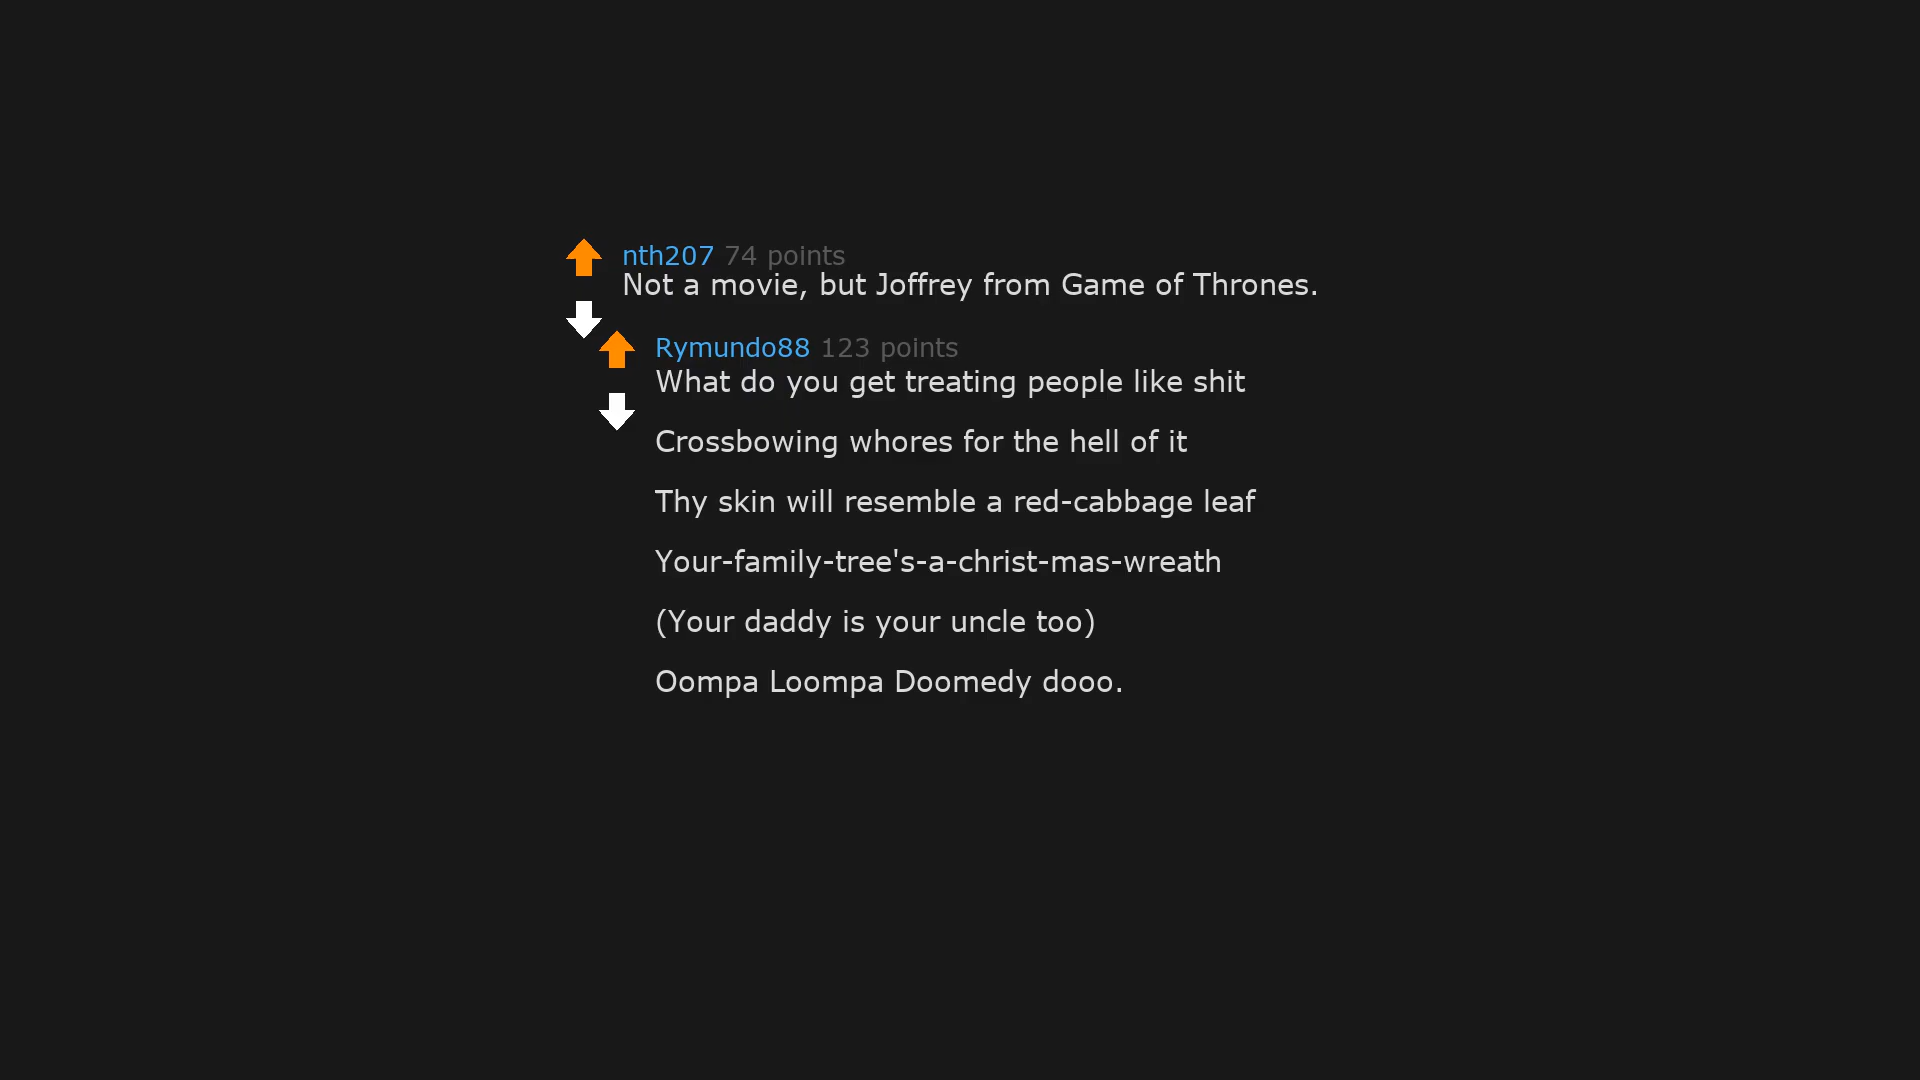 nth207 74 points
Not a movie, but Joffrey from Game of Thrones.
Rymundo88 123 points
What do you get treating people like shit
Crossbowing whores for the hell of it
Thy skin will resemble a red-cabbage leaf
Your-family-tree's-a-christ-mas-wreath
(Your daddy is your uncle too)
Oompa Loompa Doomedy dooo.